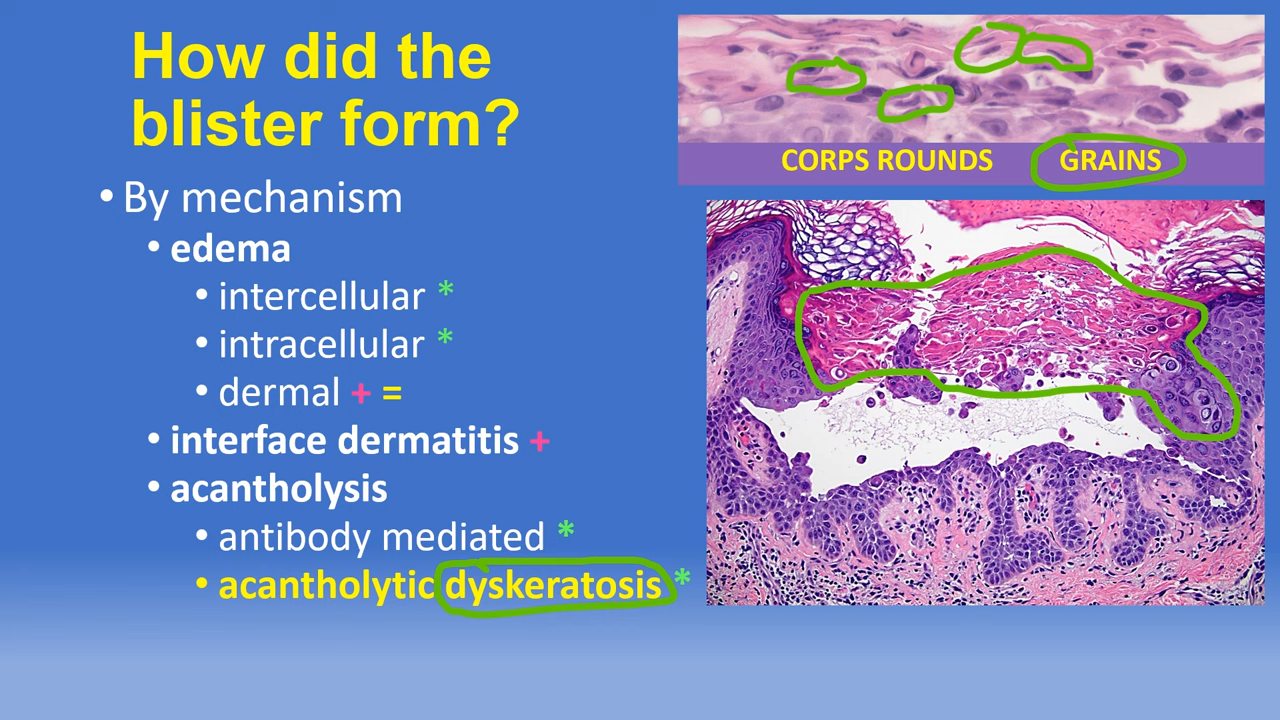 How did the
blister form?
• By mechanism
• edema
• intercellular *
• intracellular *
• dermal + =
• interface dermatitis +
• acantholysis
• antibody mediated *
• acantholytic dyskeratosis *
CORPS ROUNDS GRAINS